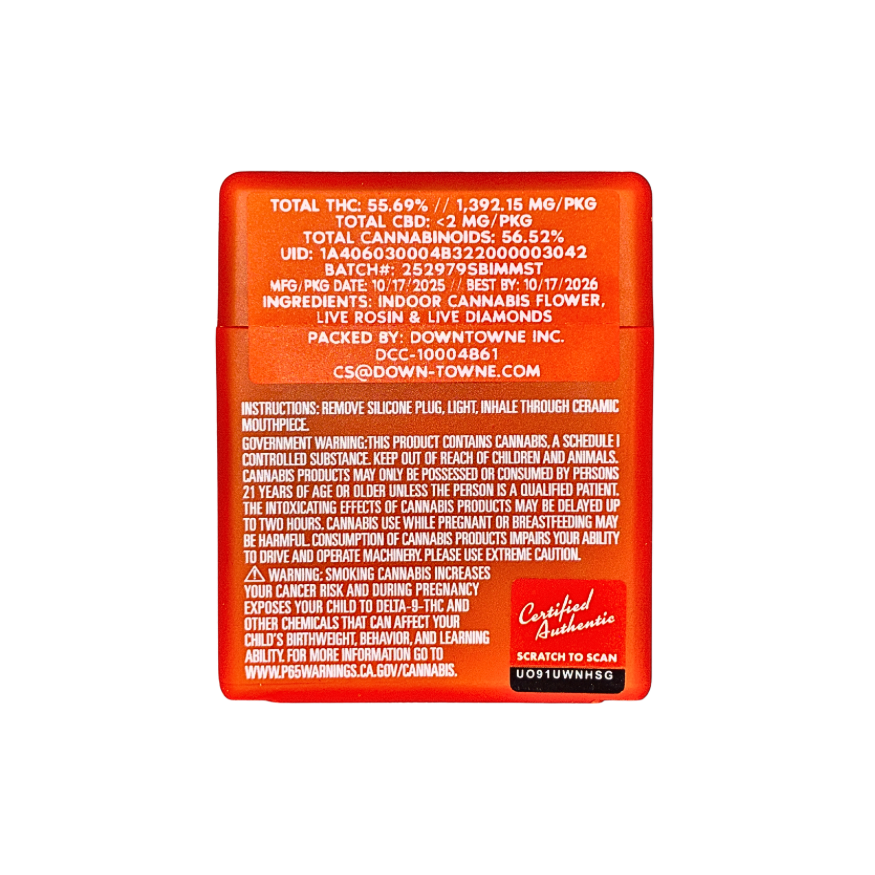 TOTAL THC: 55.69% // 1,392.15 MG/PKG
TOTAL CBD: <2 MG/PKG
TOTAL CANNABINOIDS: 56.52%
UID: 1A406030004B322000003042
BATCH#: 252979SBIMMST
MFG/PKG DATE: 10/17/2025 // BEST BY: 10/17/2026
INGREDIENTS: INDOOR CANNABIS FLOWER,
LIVE ROSIN & LIVE DIAMONDS
PACKED BY: DOWNTOWNE INC.
DCC-10004861
CS@DOWN-TOWNE.COM
INSTRUCTIONS: REMOVE SILICONE PLUG, LIGHT, INHALE THROUGH CERAMIC
MOUTHPIECE.
GOVERNMENT WARNING:THIS PRODUCT CONTAINS CANNABIS, A SCHEDULE I
CONTROLLED SUBSTANCE. KEEP OUT OF REACH OF CHILDREN AND ANIMALS.
CANNABIS PRODUCTS MAY ONLY BE POSSESSED OR CONSUMED BY PERSONS
21 YEARS OF AGE OR OLDER UNLESS THE PERSON IS A QUALIFIED PATIENT.
THE INTOXICATING EFFECTS OF CANNABIS PRODUCTS MAY BE DELAYED UP
TO TWO HOURS. CANNABIS USE WHILE PREGNANT OR BREASTFEEDING MAY
BE HARMFUL. CONSUMPTION OF CANNABIS PRODUCTS IMPAIRS YOUR ABILITY
TO DRIVE AND OPERATE MACHINERY. PLEASE USE EXTREME CAUTION.
⚠ WARNING: SMOKING CANNABIS INCREASES
YOUR CANCER RISK AND DURING PREGNANCY
EXPOSES YOUR CHILD TO DELTA-9-THC AND
OTHER CHEMICALS THAT CAN AFFECT YOUR
CHILD'S BIRTHWEIGHT, BEHAVIOR, AND LEARNING
ABILITY. FOR MORE INFORMATION GO TO
WWW.P65WARNINGS.CA.GOV/CANNABIS.
Certified
Authentic
SCRATCH TO SCAN
UO91UWNHSG